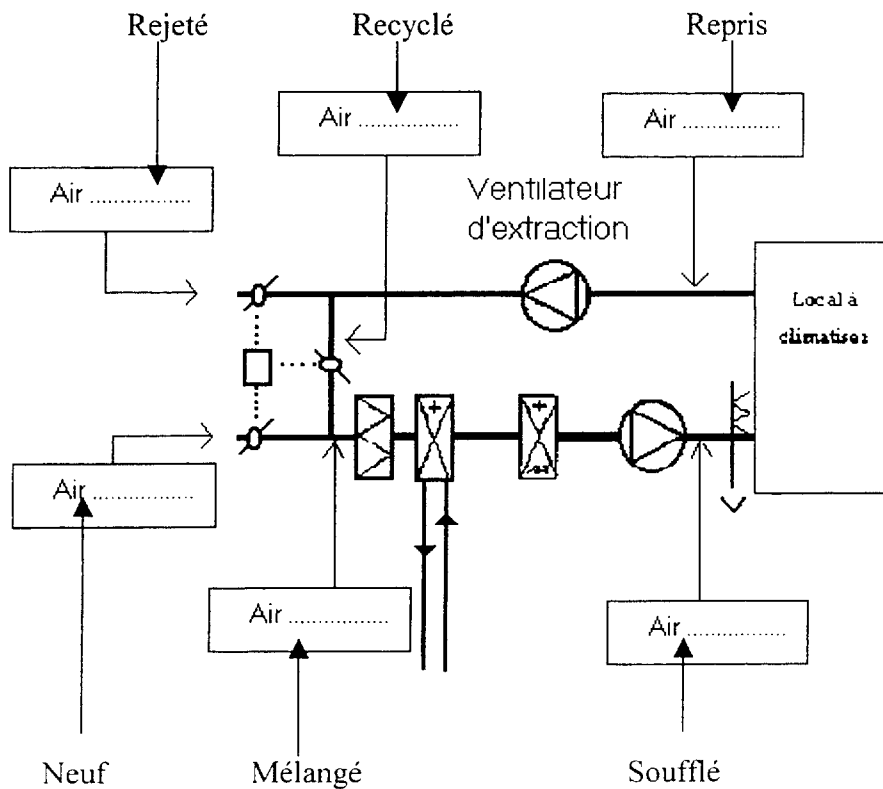 Rejeté Recyclé Repris
Air ................
Air ................
Air ................
Ventilateur
d'extraction
Local à
climatiser
+
+
Air ................
Air ................
Air ................
Neuf Mélangé Soufflé